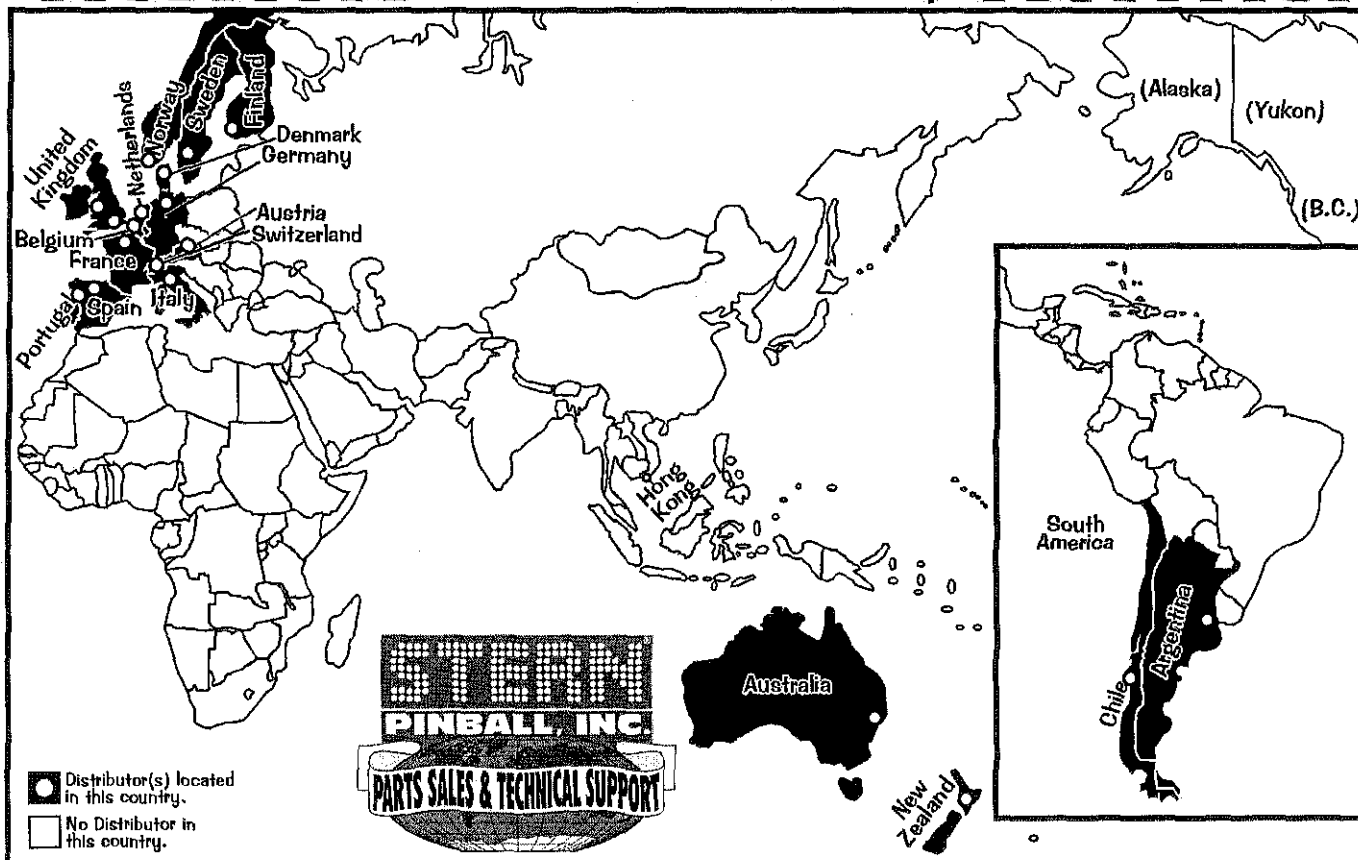 Netherlands
Norway
Sweden
Finland
United
Kingdom
Denmark
Germany
Belgium
Austria
Switzerland
France
Portugal
Spain
Italy
(Alaska)
(Yukon)
(B.C.)
Hong
Kong
Australia
New
Zealand
South
America
Argentina
Chile
STERN
PINBALL, INC.
PARTS SALES & TECHNICAL SUPPORT
Distributor(s) located
in this country.
No Distributor in
this country.